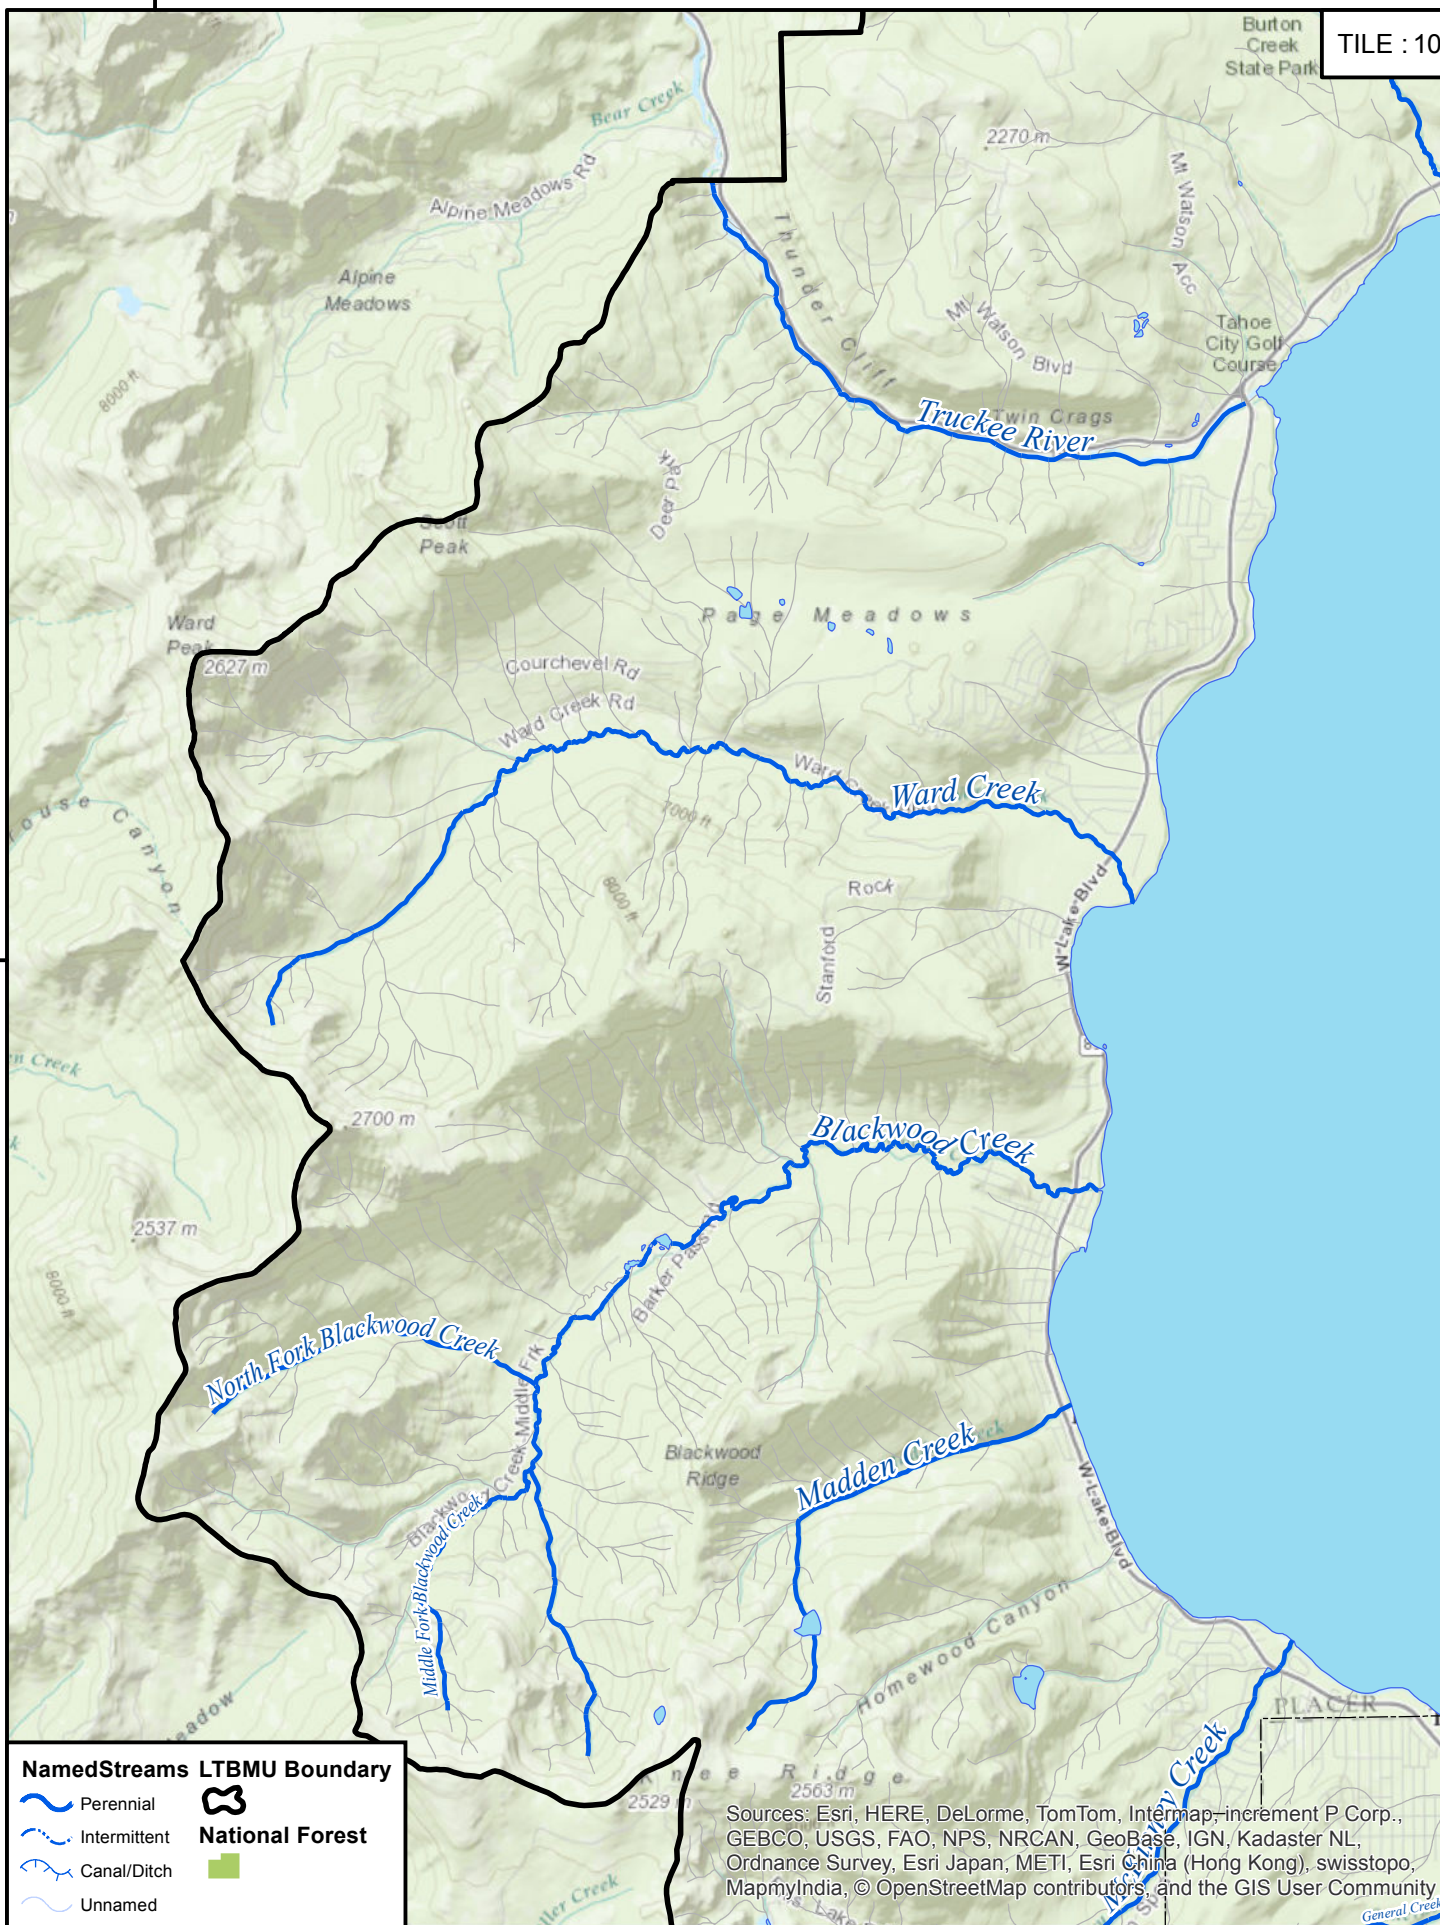 Burton
Creek
State Park
TILE : 10
Bear Creek
2270 m
Alpine Meadows Rd
Mt Watson Acc
Thunder Cliff
Alpine
Meadows
Mt Watson Blvd
Tahoe
City Golf
Course
8000 ft
Truckee River
Twin Crags
Deer Park
Scott
Peak
Page Meadows
Ward
Peak
2627 m
Courchevel Rd
Ward Creek Rd
Ward Creek
7000 ft
Canyon
8000 ft
Rock
W Lake Blvd
Stanford
Creek
2700 m
Blackwood Creek
2537 m
8000 ft
Barker Pass Rd
North Fork Blackwood Creek
Creek Middle Frk
Blackwood
Ridge
Madden Creek
W Lake Blvd
Middle Fork Blackwood Creek
Homewood Canyon
PLACER
McKinney Creek
Knee Ridge
2563 m
2529 m
NamedStreams
Perennial
Intermittent
Canal/Ditch
Unnamed
LTBMU Boundary
National Forest
Sources: Esri, HERE, DeLorme, TomTom, Intermap, increment P Corp.,
GEBCO, USGS, FAO, NPS, NRCAN, GeoBase, IGN, Kadaster NL,
Ordnance Survey, Esri Japan, METI, Esri China (Hong Kong), swisstopo,
MapmyIndia, © OpenStreetMap contributors, and the GIS User Community
General Creek